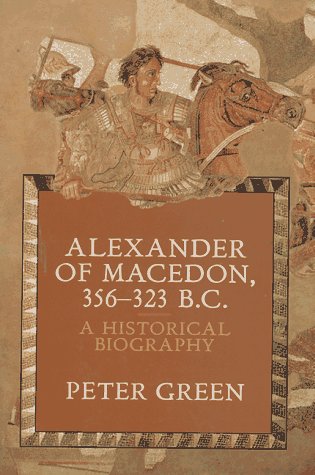 ALEXANDER
OF MACEDON,
356–323 B.C.
A HISTORICAL
BIOGRAPHY
PETER GREEN